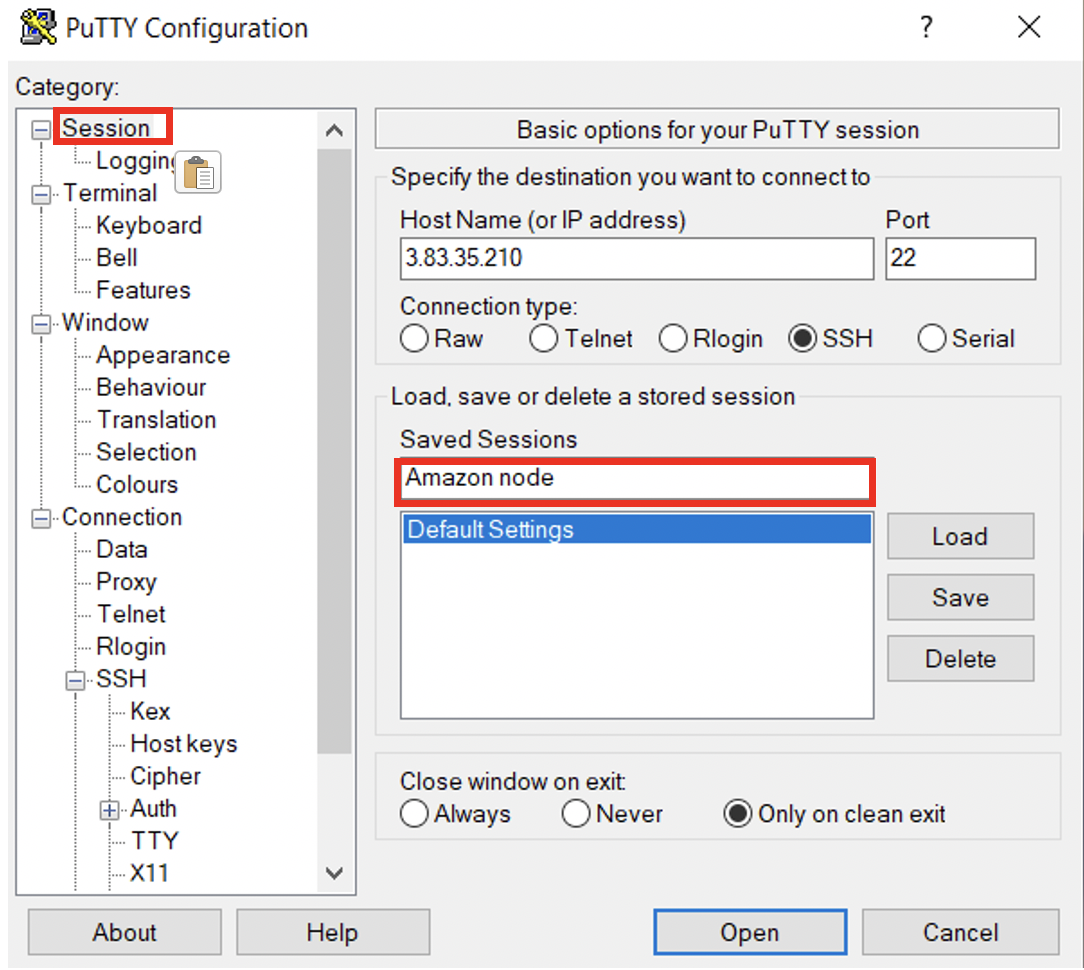 PuTTY Configuration
?
Category:
Session
Logging
Terminal
Keyboard
Bell
Features
Window
Appearance
Behaviour
Translation
Selection
Colours
Connection
Data
Proxy
Telnet
Rlogin
SSH
Kex
Host keys
Cipher
Auth
TTY
X11
Basic options for your PuTTY session
Specify the destination you want to connect to
Host Name (or IP address) Port
3.83.35.210 22
Connection type:
Raw Telnet Rlogin SSH Serial
Load, save or delete a stored session
Saved Sessions
Amazon node
Default Settings
Load
Save
Delete
Close window on exit:
Always Never Only on clean exit
About Help Open Cancel